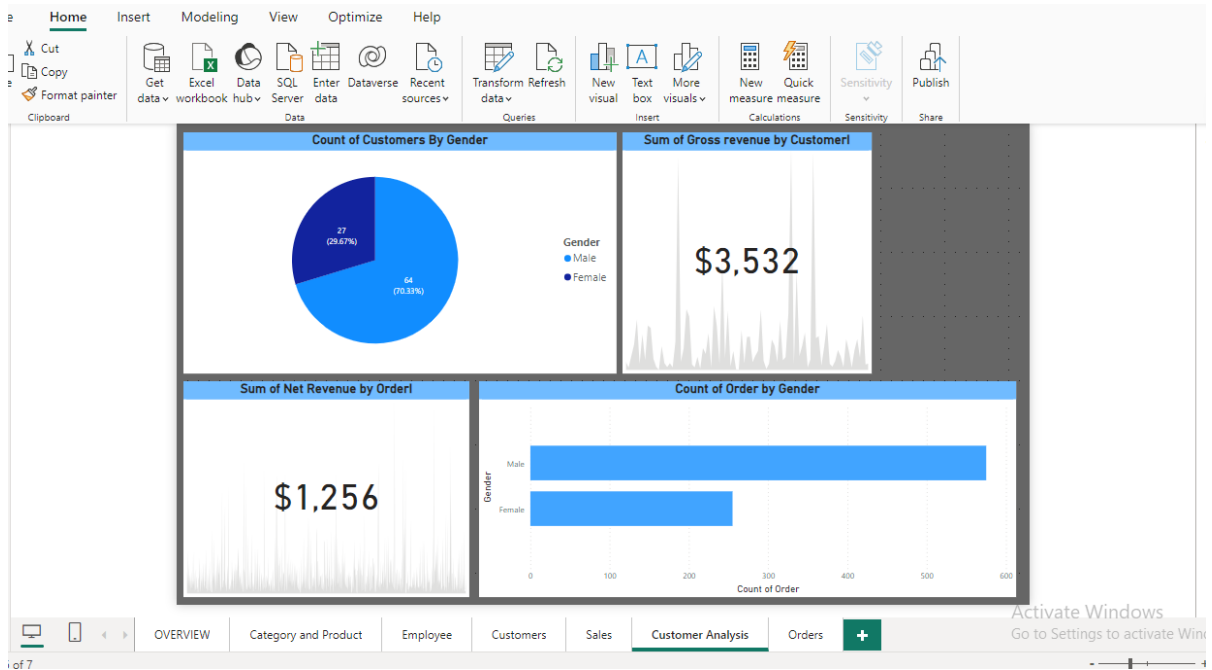 Home Insert Modeling View Optimize Help
Cut
Copy
Format painter
Clipboard
Get data
Excel workbook
Data hub
SQL Server
Enter data
Dataverse
Recent sources
Data
Transform data
Refresh
Queries
New visual
Text box
More visuals
Insert
New measure
Quick measure
Calculations
Sensitivity
Sensitivity
Publish
Share
Count of Customers By Gender
27
(29.67%)
64
(70.33%)
Gender
Male
Female
Sum of Gross revenue by CustomerI
$3,532
Sum of Net Revenue by OrderI
$1,256
Count of Order by Gender
Gender
Male
Female
0 100 200 300 400 500 600
Count of Order
Activate Windows
Go to Settings to activate Win
OVERVIEW Category and Product Employee Customers Sales Customer Analysis Orders +
of 7
- +